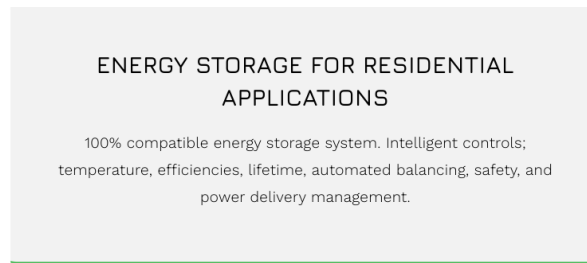 ENERGY STORAGE FOR RESIDENTIAL
APPLICATIONS
100% compatible energy storage system. Intelligent controls;
temperature, efficiencies, lifetime, automated balancing, safety, and
power delivery management.